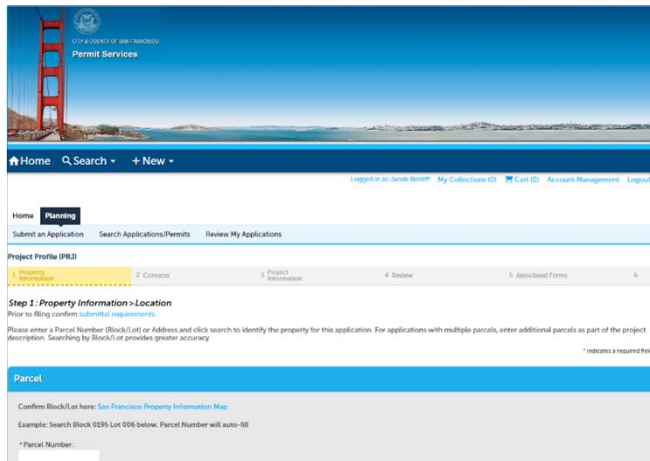 CITY & COUNTY OF SAN FRANCISCO
Permit Services
Home Search + New
Logged in as Jacob My Collections (0) Cart (0) Account Management Logout
Home Planning
Submit an Application Search Applications/Permits Review My Applications
Project Profile (PRJ)
1 Property Information 2 Contacts 3 Project Information 4 Review 5 Associated Forms 6
Step 1: Property Information > Location
Prior to filing confirm submittal requirements.
Please enter a Parcel Number (Block/Lot) or Address and click search to identify the property for this application. For applications with multiple parcels, enter additional parcels as part of the project
description. Searching by Block/Lot provides greater accuracy.
* indicates a required fiel
Parcel
Confirm Block/Lot here: San Francisco Property Information Map
Example: Search Block 0195 Lot 006 below. Parcel Number will auto-fill
*Parcel Number: